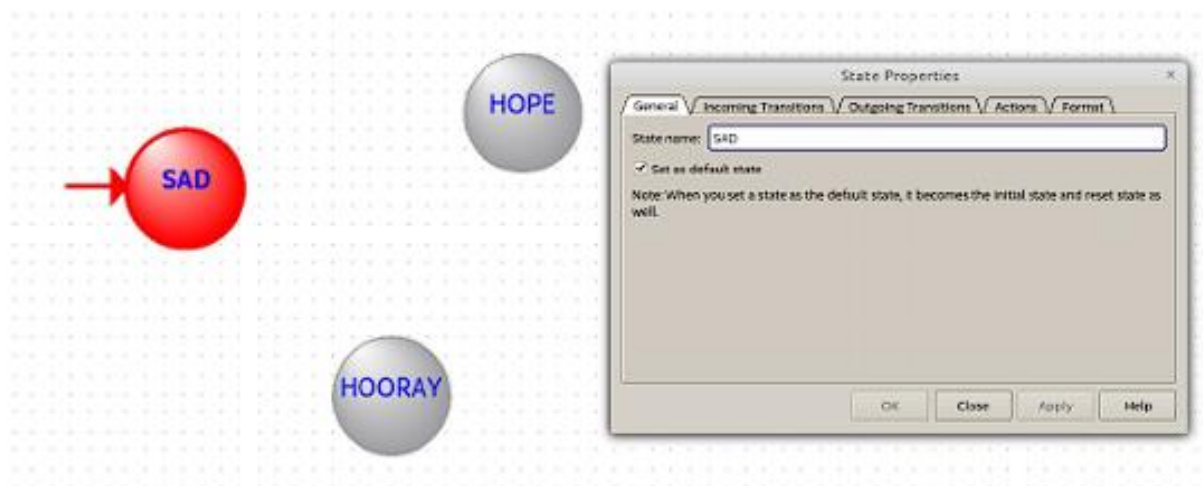 HOPE
SAD
HOORAY
State Properties
General Incoming Transitions Outgoing Transitions Actions Format
State name: SAD
Set as default state
Note: When you set a state as the default state, it becomes the initial state and reset state as
well.
OK Close Apply Help